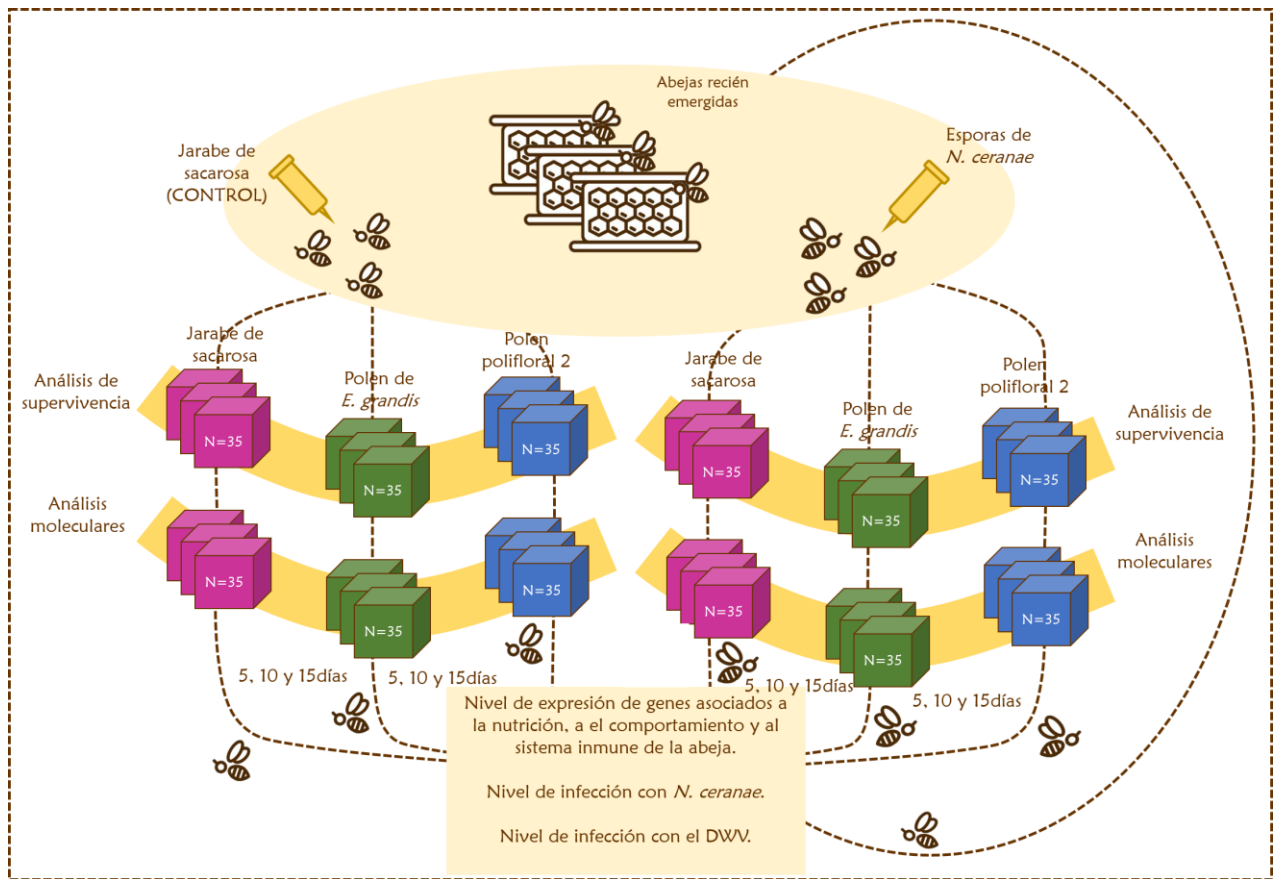 Abejas recién
emergidas
Jarabe de
sacarosa
(CONTROL)
Esporas de
N. ceranae
Jarabe de
sacarosa
Polen de
E. grandis
Polen
polifloral 2
Jarabe de
sacarosa
Polen de
E. grandis
Polen
polifloral 2
Análisis de
supervivencia
N=35
N=35
N=35
N=35
N=35
N=35
Análisis de
supervivencia
Análisis
moleculares
N=35
N=35
N=35
N=35
N=35
N=35
Análisis
moleculares
5, 10 y 15días
5, 10 y 15días
5, 10 y 15días
5, 10 y 15días
Nivel de expresión de genes asociados a
la nutrición, a el comportamiento y al
sistema inmune de la abeja.
Nivel de infección con N. ceranae.
Nivel de infección con el DWV.